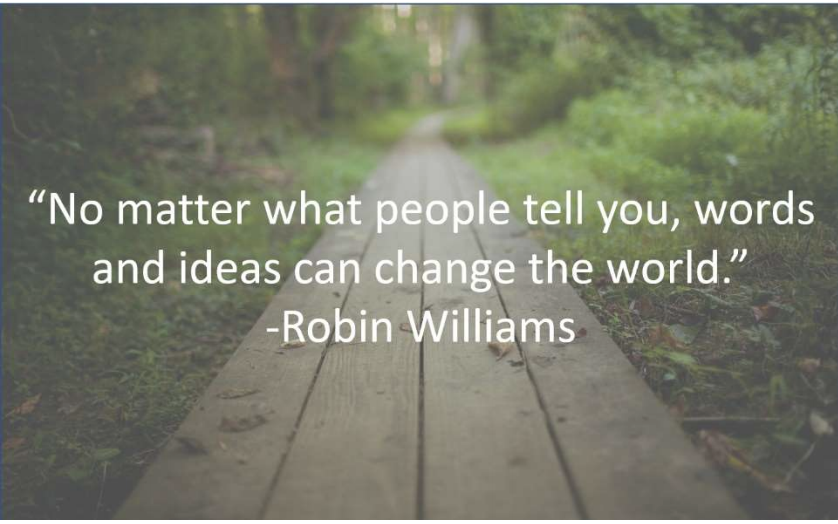 “No matter what people tell you, words
and ideas can change the world.”
-Robin Williams